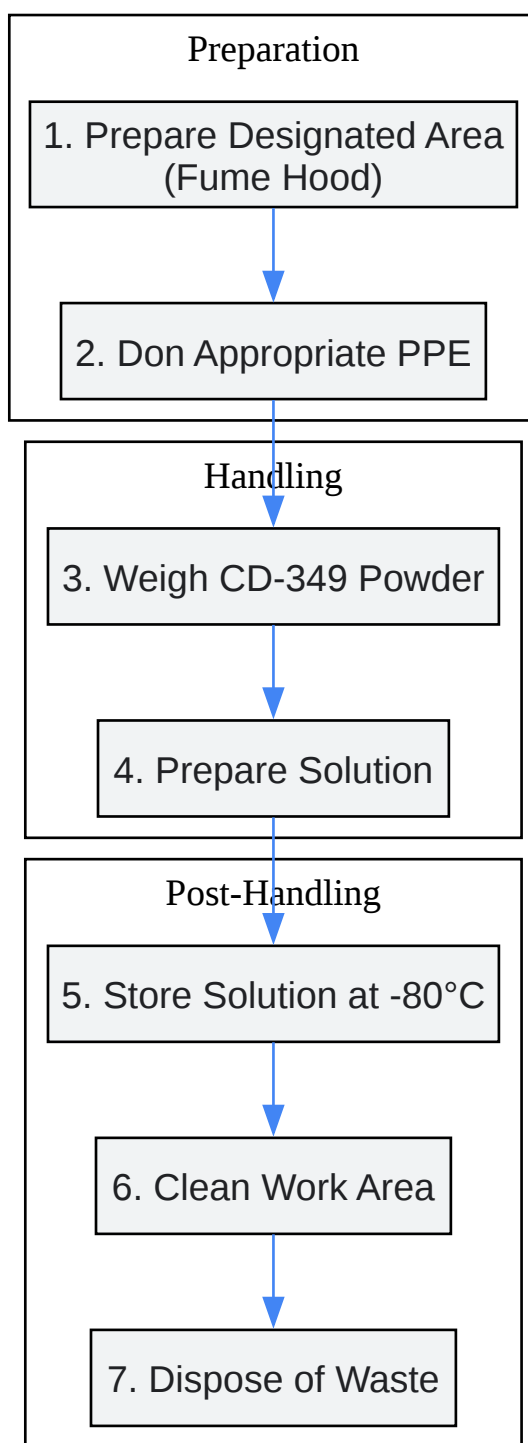 Preparation
1. Prepare Designated Area
(Fume Hood)
2. Don Appropriate PPE
Handling
3. Weigh CD-349 Powder
4. Prepare Solution
Post-Handling
5. Store Solution at -80°C
6. Clean Work Area
7. Dispose of Waste